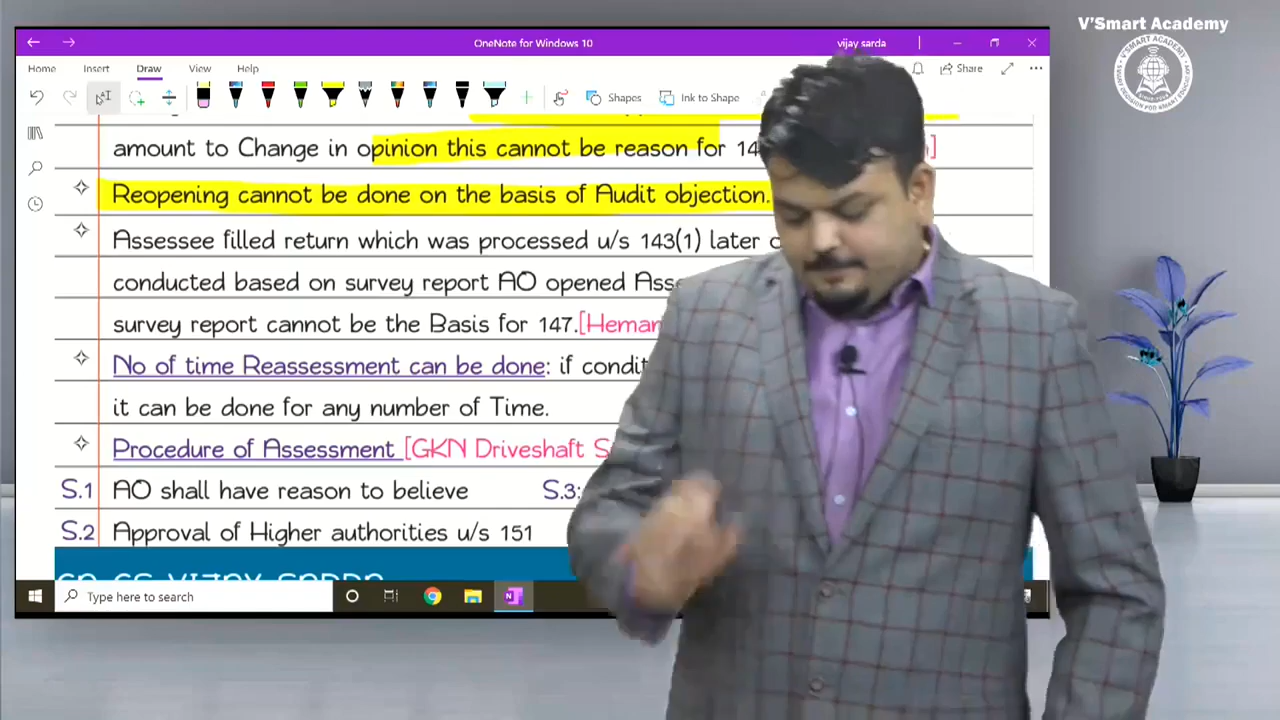 V'Smart Academy
OneNote for Windows 10
vijay sarda
Home Insert Draw View Help
Share
Shapes Ink to Shape
amount to Change in opinion this cannot be reason for
Reopening cannot be done on the basis of Audit objection.
Assessee filled return which was processed u/s 143(1) later
conducted based on survey report AO opened
survey report cannot be the Basis for 147.
No of time Reassessment can be done: if
it can be done for any number of Time.
Procedure of Assessment [GKN Driveshaft
S.1 AO shall have reason to believe S.3:
S.2 Approval of Higher authorities u/s 151
Type here to search